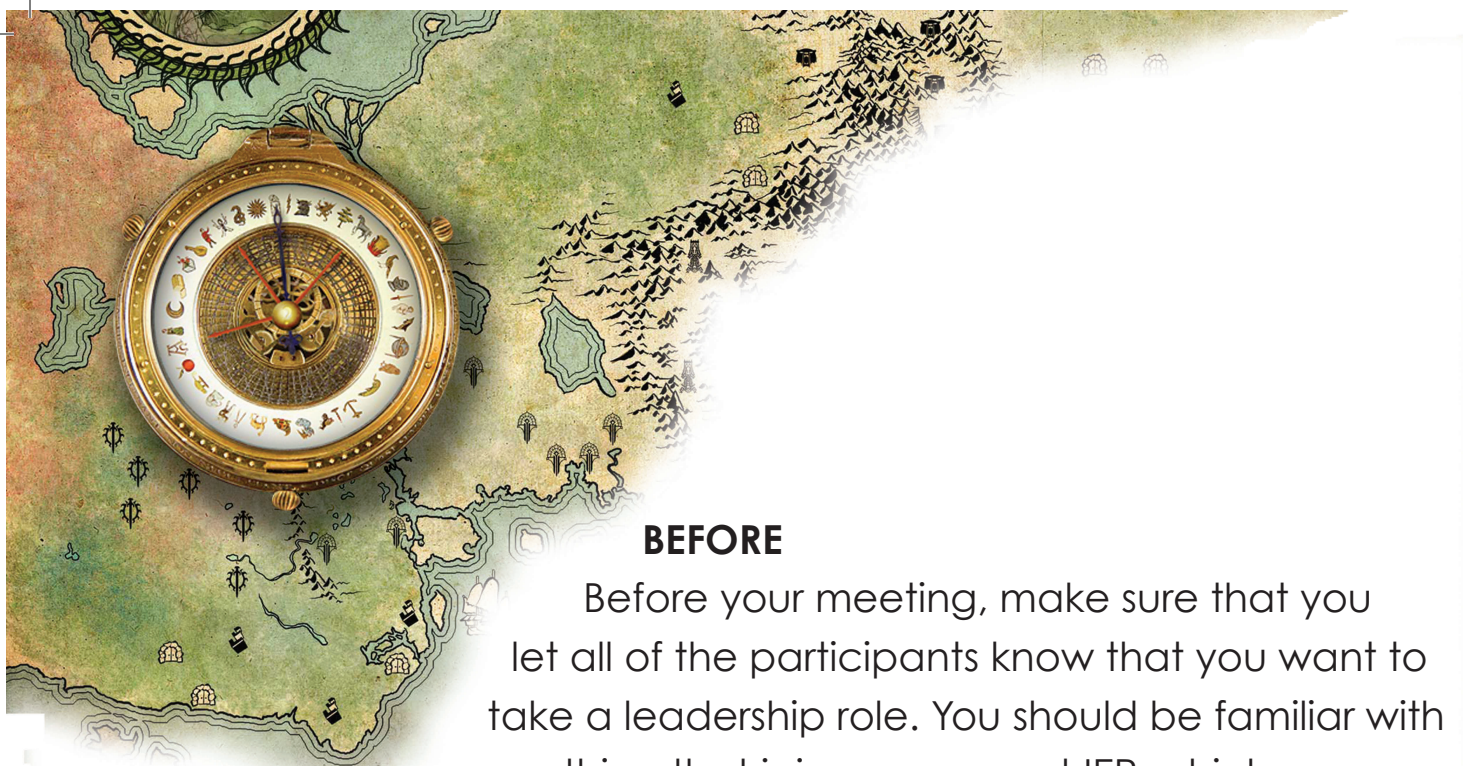 BEFORE
Before your meeting, make sure that you
let all of the participants know that you want to
take a leadership role. You should be familiar with